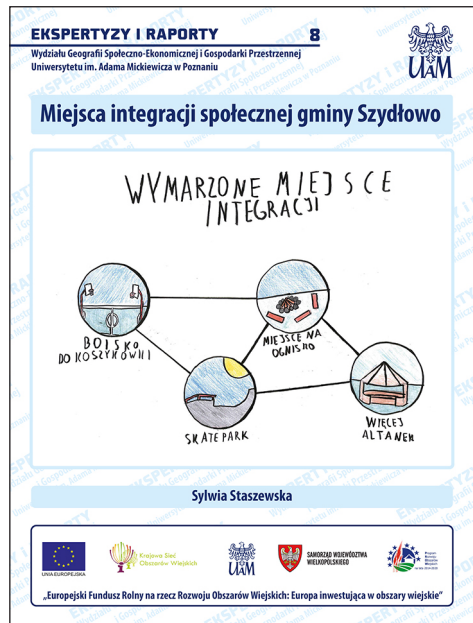 EKSPERTYZY I RAPORTY 8
Wydziału Geografii Społeczno-Ekonomicznej i Gospodarki Przestrzennej
Uniwersytetu im. Adama Mickiewicza w Poznaniu
UAM
Miejsca integracji społecznej gminy Szydłowo
WYMARZONE MIEJSCE
INTEGRACJI
BOISKO
DO KOSZYKÓWKI
MIEJSCE NA
OGNISKO
SKATE PARK
WIĘCEJ
ALTANEK
Sylwia Staszewska
UNIA EUROPEJSKA
Krajowa Sieć
Obszarów Wiejskich
UAM
SAMORZĄD WOJEWÓDZTWA
WIELKOPOLSKIEGO
„Europejski Fundusz Rolny na rzecz Rozwoju Obszarów Wiejskich: Europa inwestująca w obszary wiejskie"